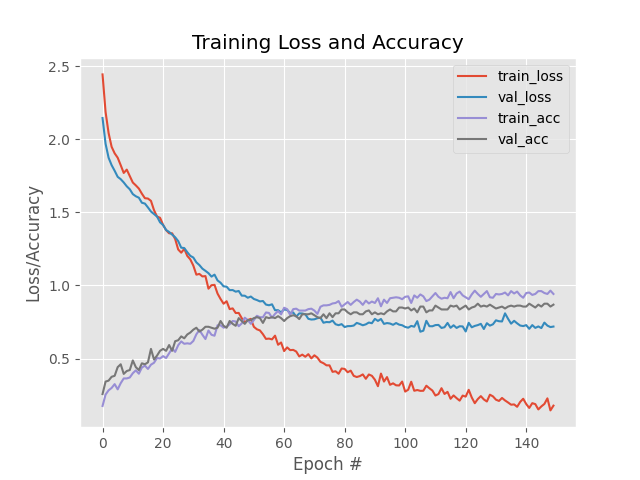 Training Loss and Accuracy
2.5
2.0
1.5
1.0
0.5
Loss/Accuracy
train_loss
val_loss
train_acc
val_acc
0 20 40 60 80 100 120 140
Epoch #